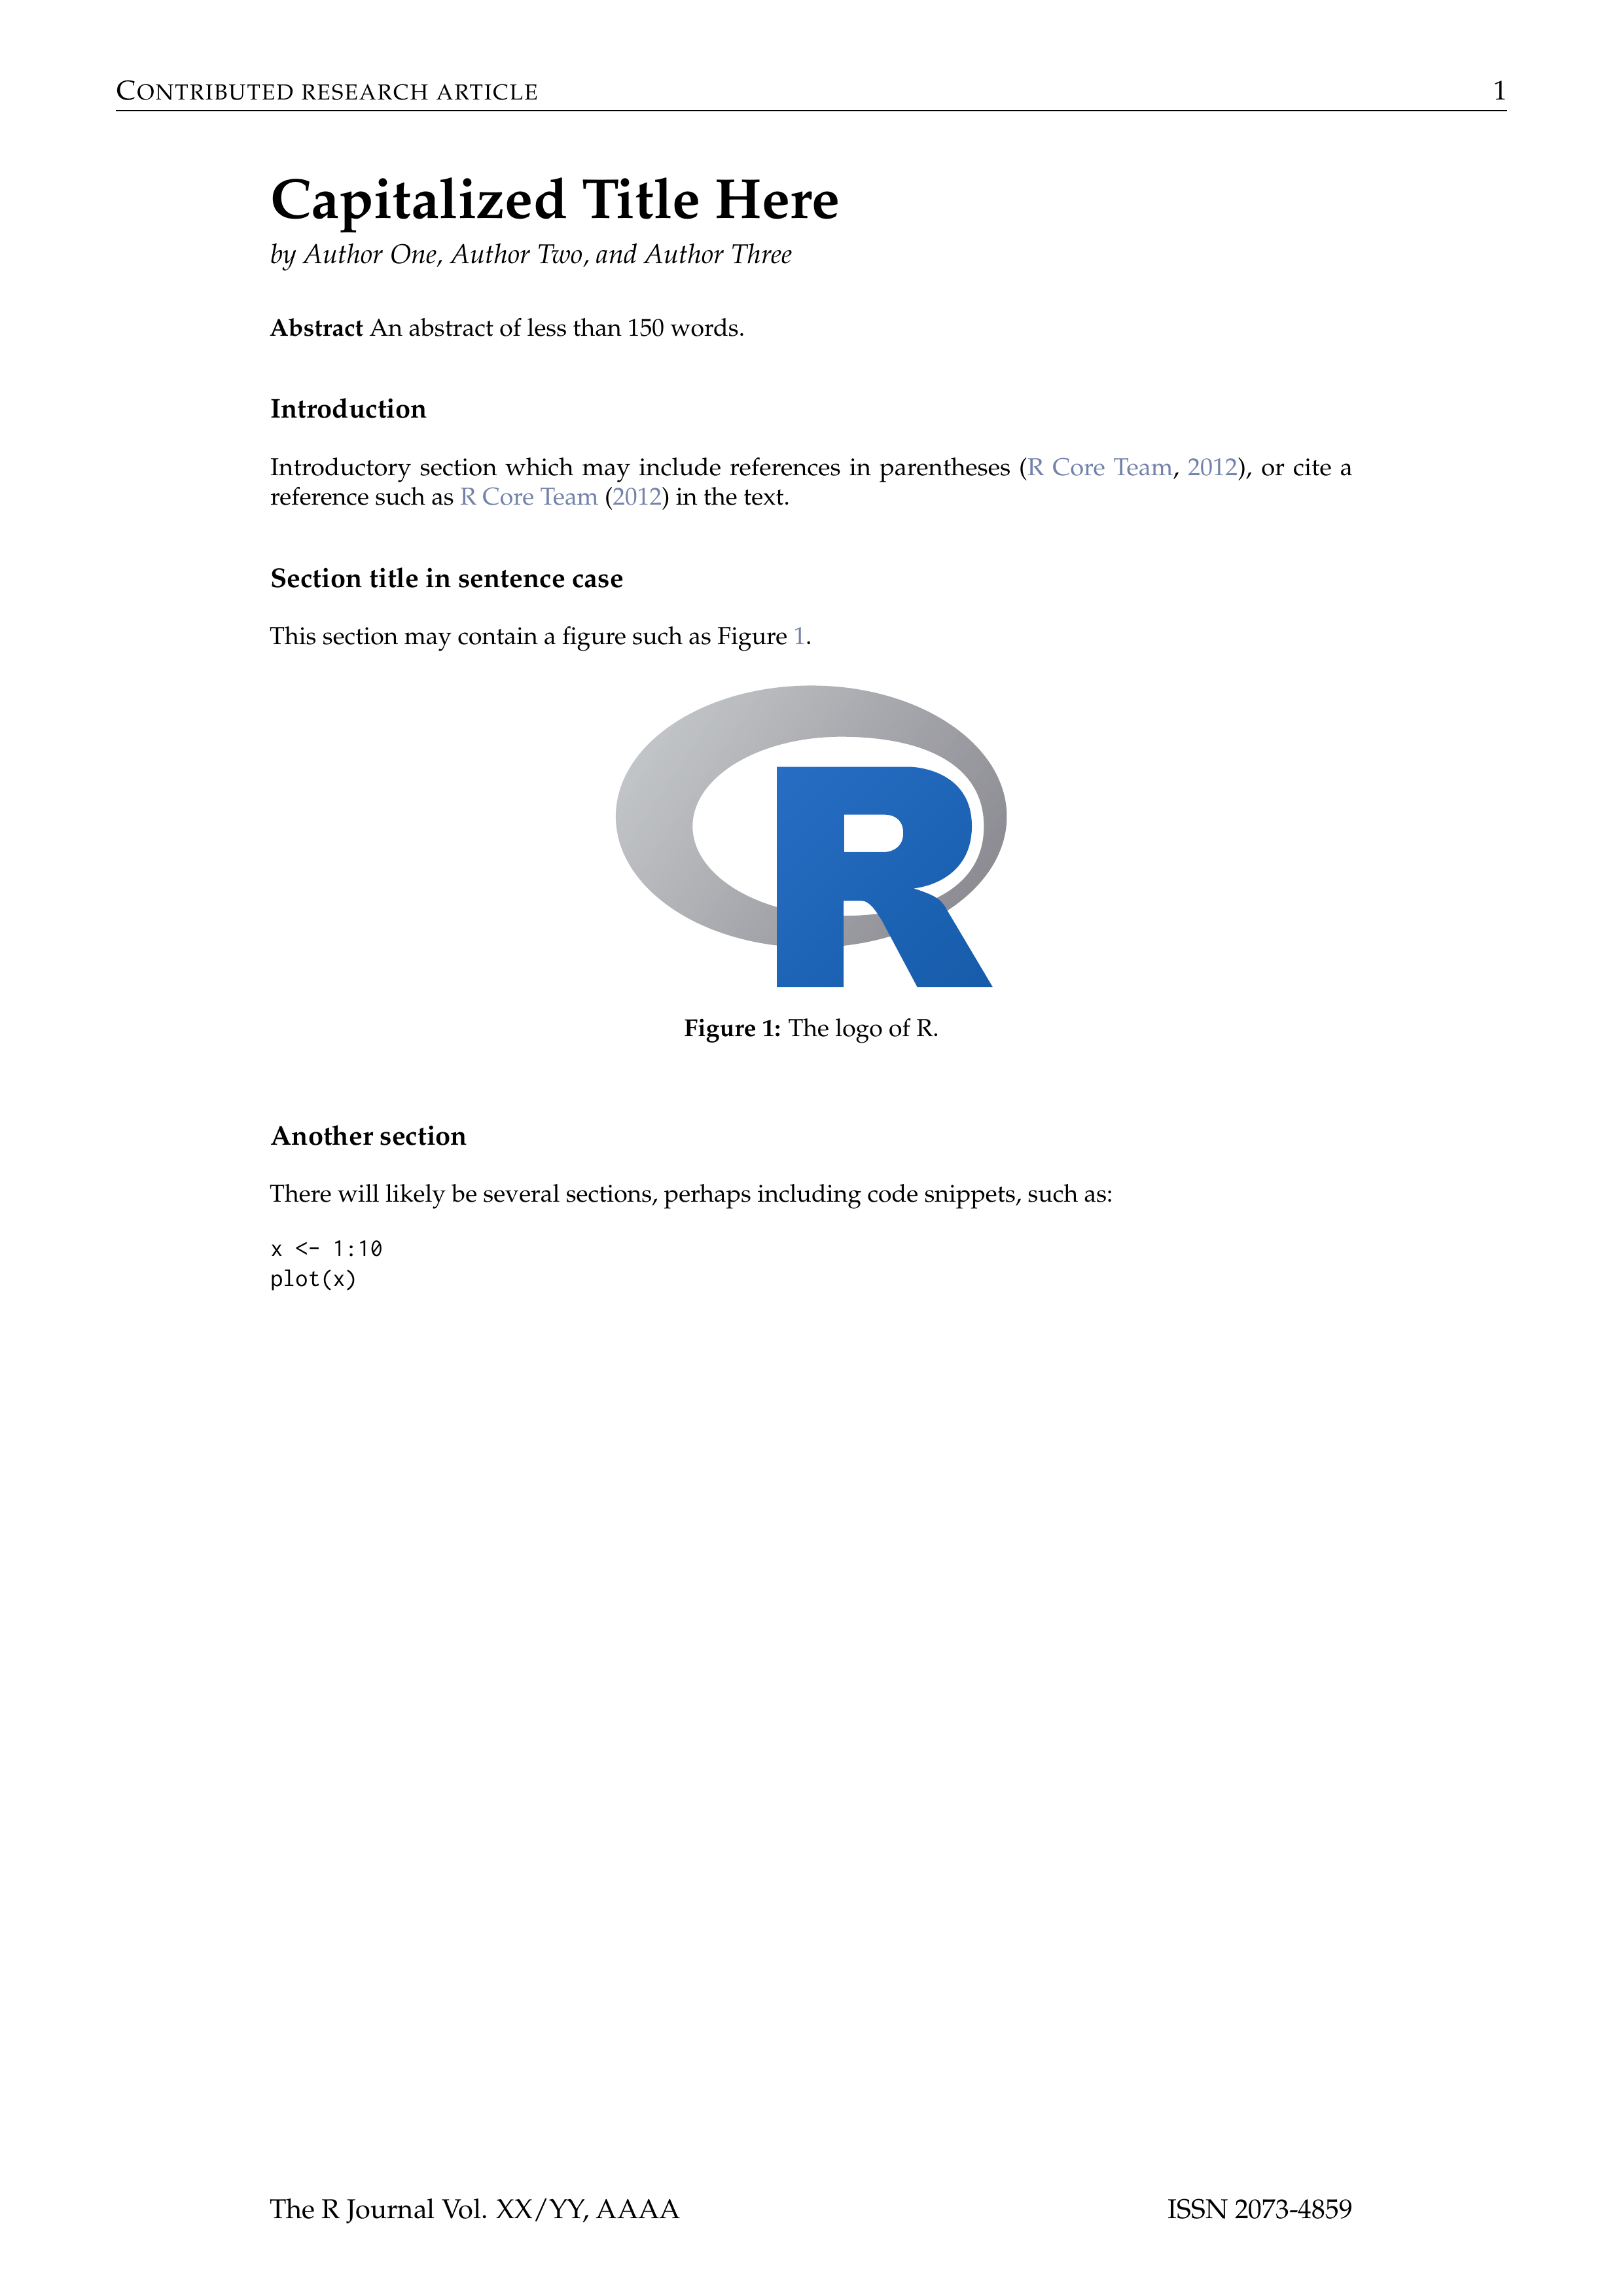 CONTRIBUTED RESEARCH ARTICLE 1
Capitalized Title Here
by Author One, Author Two, and Author Three
Abstract An abstract of less than 150 words.
Introduction
Introductory section which may include references in parentheses (R Core Team, 2012), or cite a
reference such as R Core Team (2012) in the text.
Section title in sentence case
This section may contain a figure such as Figure 1.
R
Figure 1: The logo of R.
Another section
There will likely be several sections, perhaps including code snippets, such as:
x <- 1:10
plot(x)
The R Journal Vol. XX/YY, AAAA ISSN 2073-4859